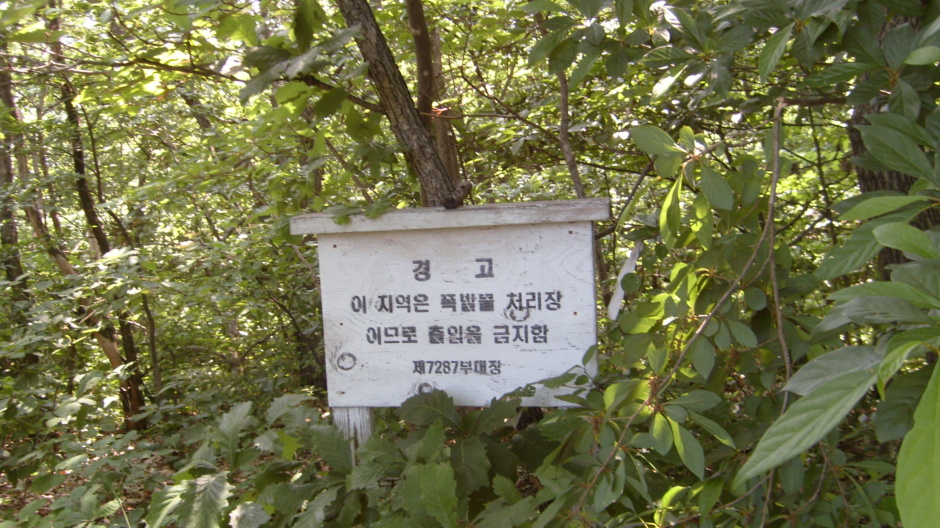 경 고
이 지역은 폭발물 처리장
이므로 출입을 금지함
제7287부대장